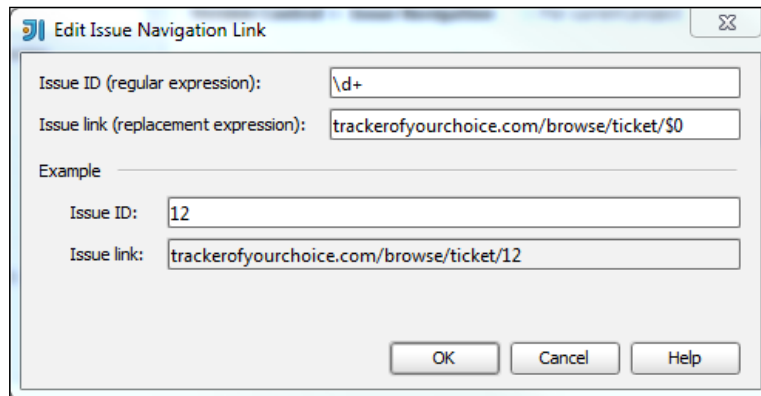 Edit Issue Navigation Link
Issue ID (regular expression): \d+
Issue link (replacement expression): trackerofyourchoice.com/browse/ticket/$0
Example
Issue ID: 12
Issue link: trackerofyourchoice.com/browse/ticket/12
OK Cancel Help